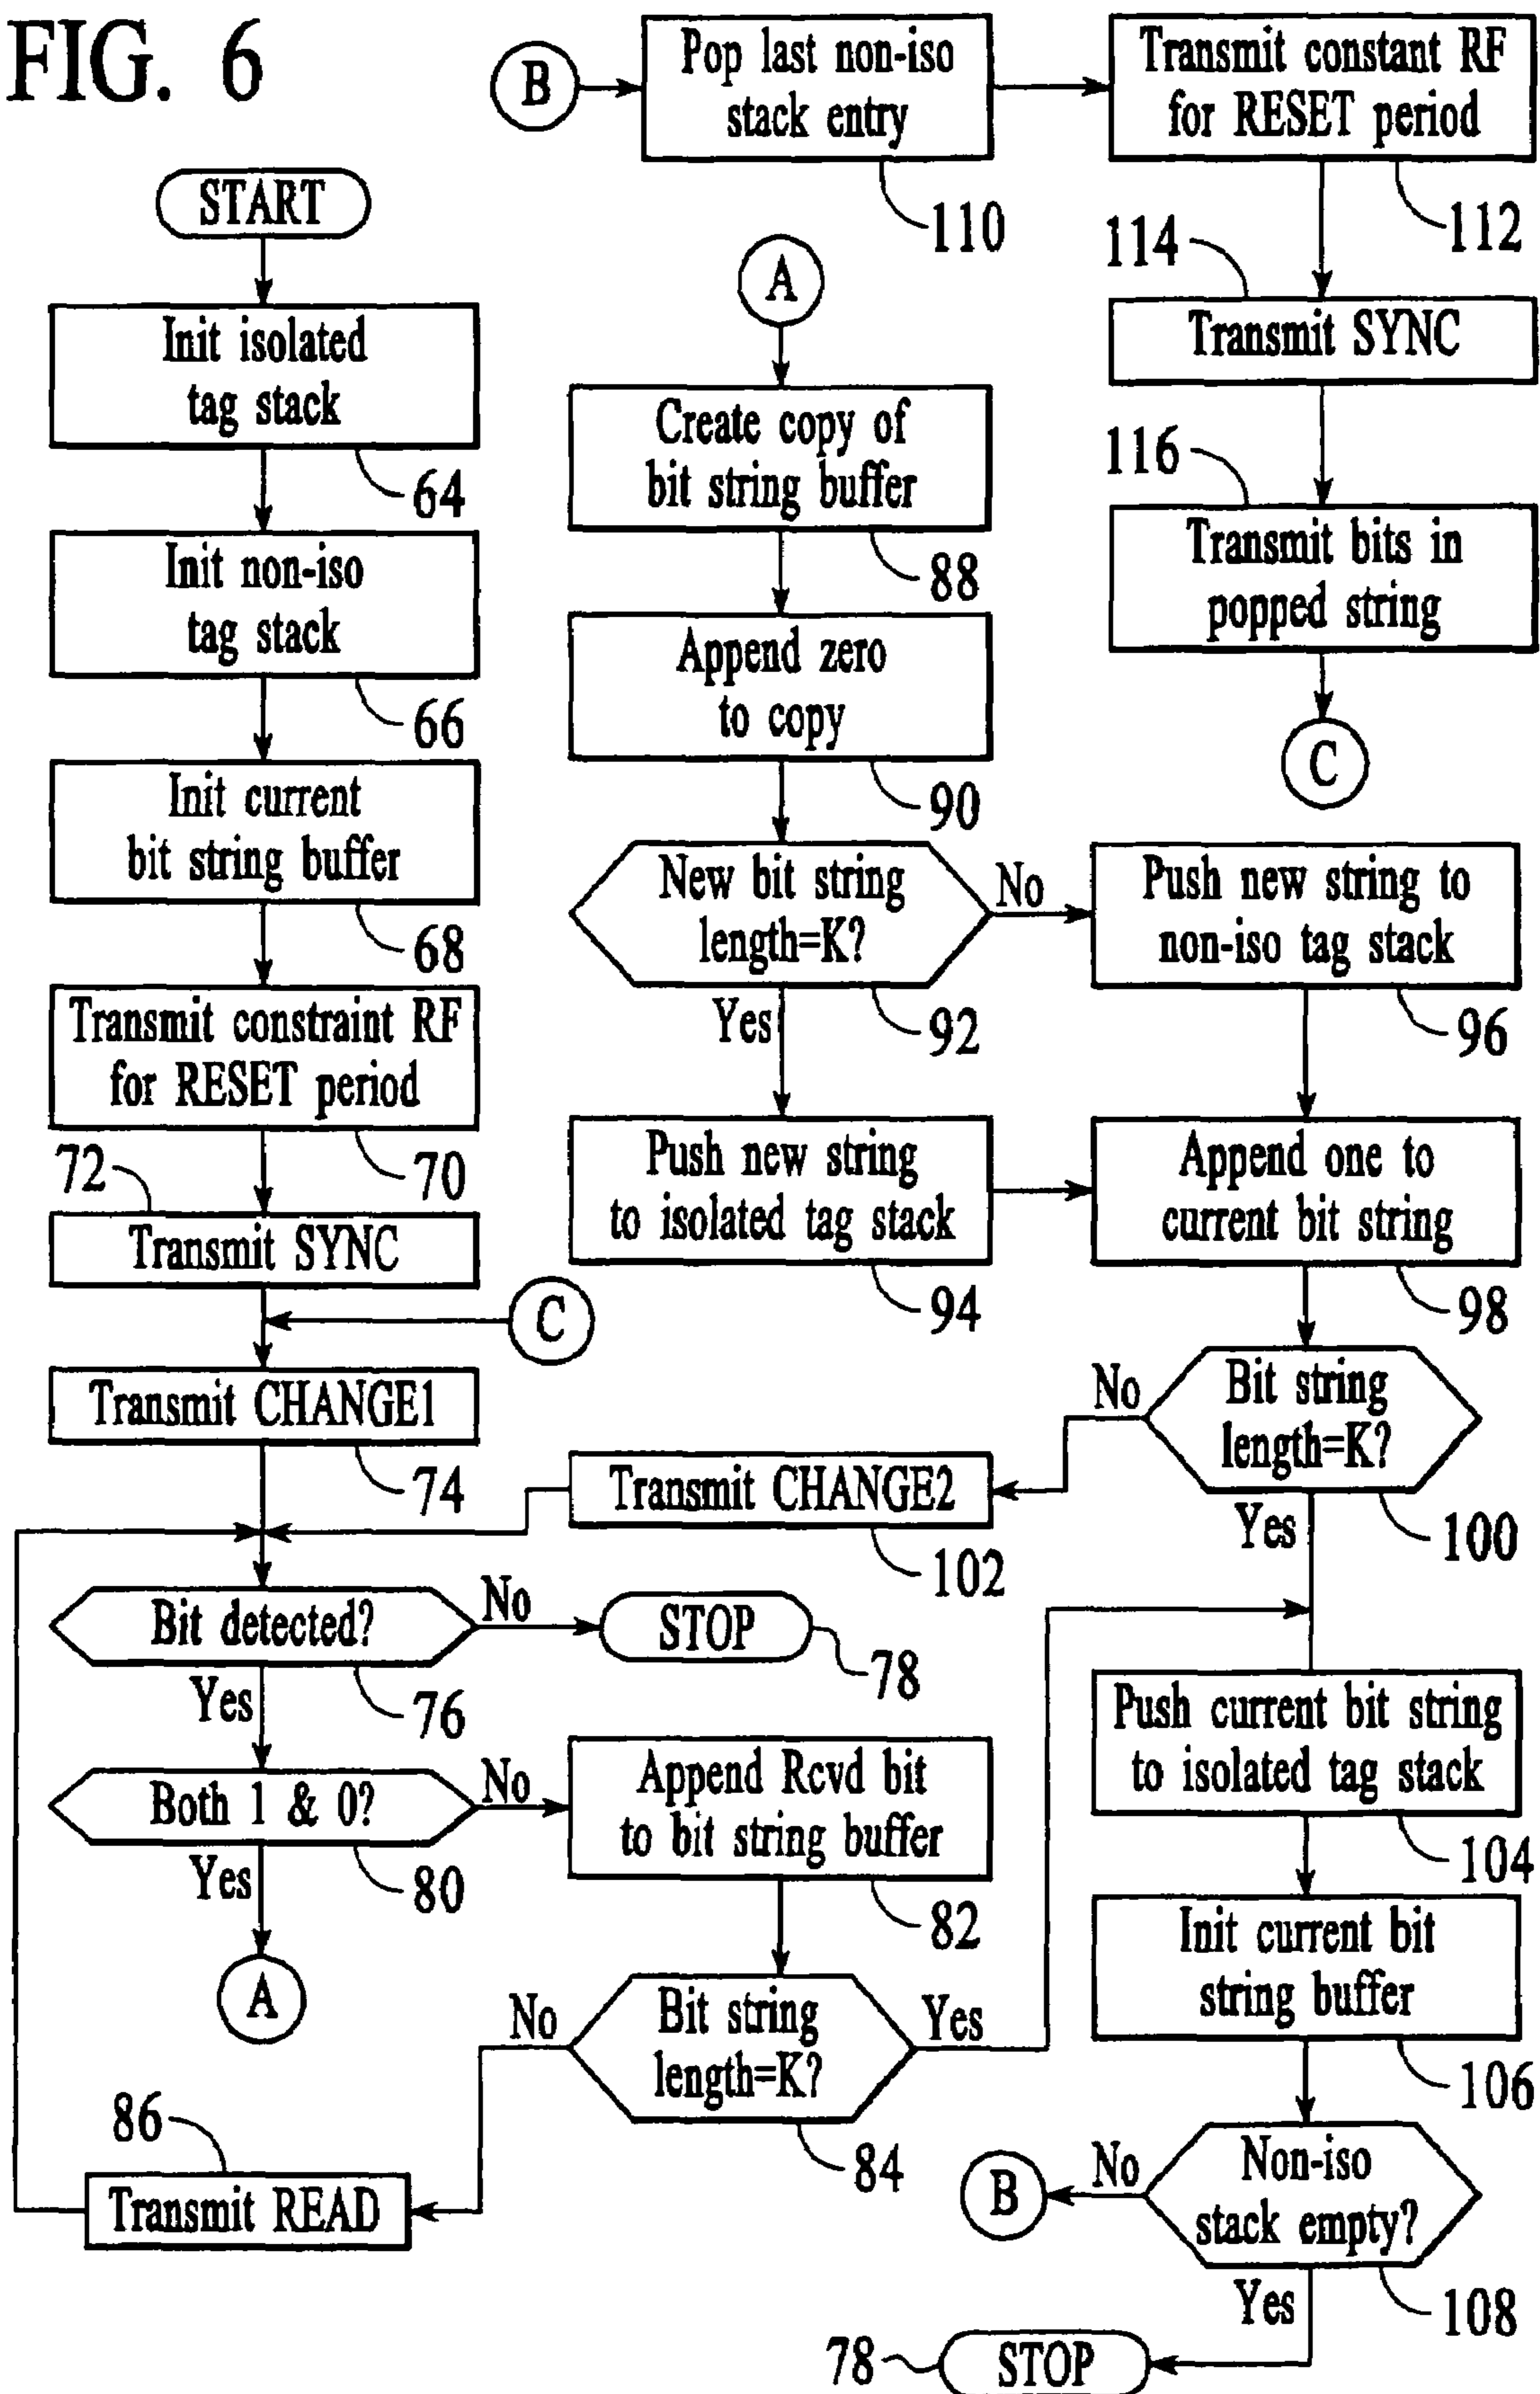 FIG. 6
B
Pop last non-iso
stack entry
110
Transmit constant RF
for RESET period
112
114
Transmit SYNC
116
Transmit bits in
popped string
C
START
Init isolated
tag stack
64
Init non-iso
tag stack
66
Init current
bit string buffer
68
Transmit constraint RF
for RESET period
70
72
Transmit SYNC
C
Transmit CHANGE1
74
Bit detected?
No
STOP
78
Yes
76
Both 1 & 0?
No
Yes
80
A
Append Rcvd bit
to bit string buffer
82
Bit string
length=K?
No
Yes
84
86
Transmit READ
A
Create copy of
bit string buffer
88
Append zero
to copy
90
New bit string
length=K?
No
Yes
92
Push new string
to isolated tag stack
94
Push new string to
non-iso tag stack
96
Append one to
current bit string
98
Bit string
length=K?
No
Yes
100
Transmit CHANGE2
102
Push current bit string
to isolated tag stack
104
Init current bit
string buffer
106
Non-iso
stack empty?
No
B
Yes
108
78
STOP